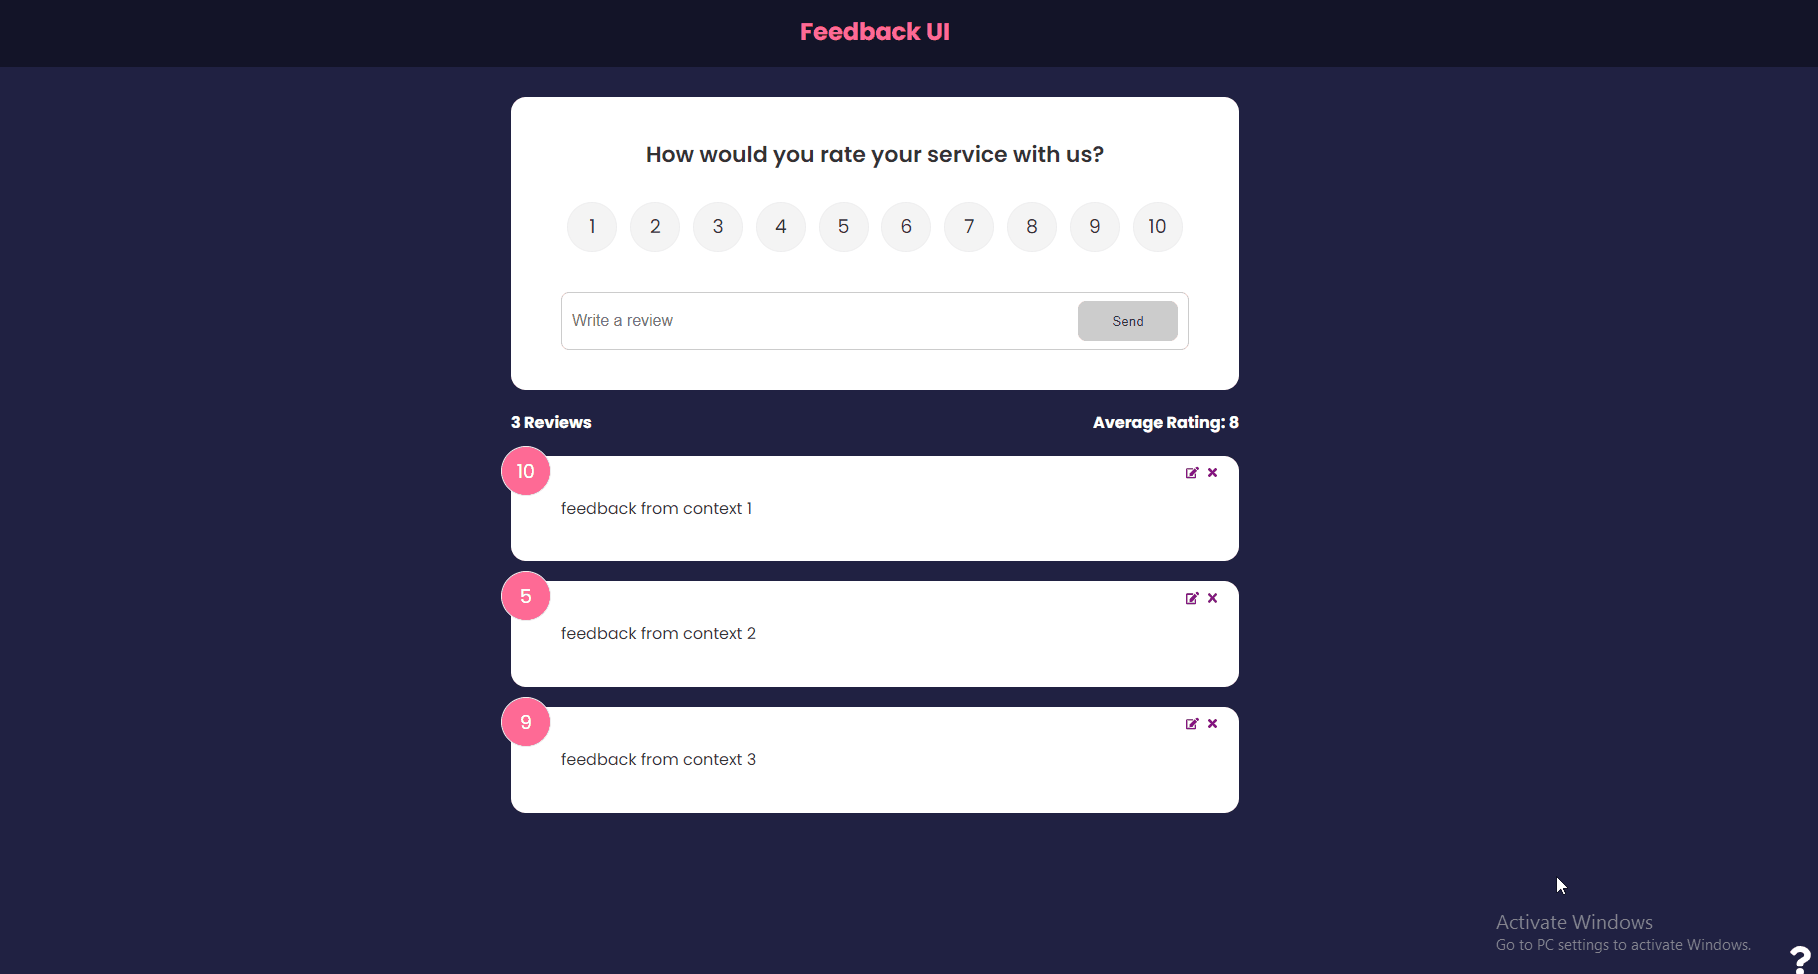 Feedback UI
How would you rate your service with us?
1 2 3 4 5 6 7 8 9 10
Write a review Send
3 Reviews Average Rating: 8
10
feedback from context 1
5
feedback from context 2
9
feedback from context 3
Activate Windows
Go to PC settings to activate Windows.
?